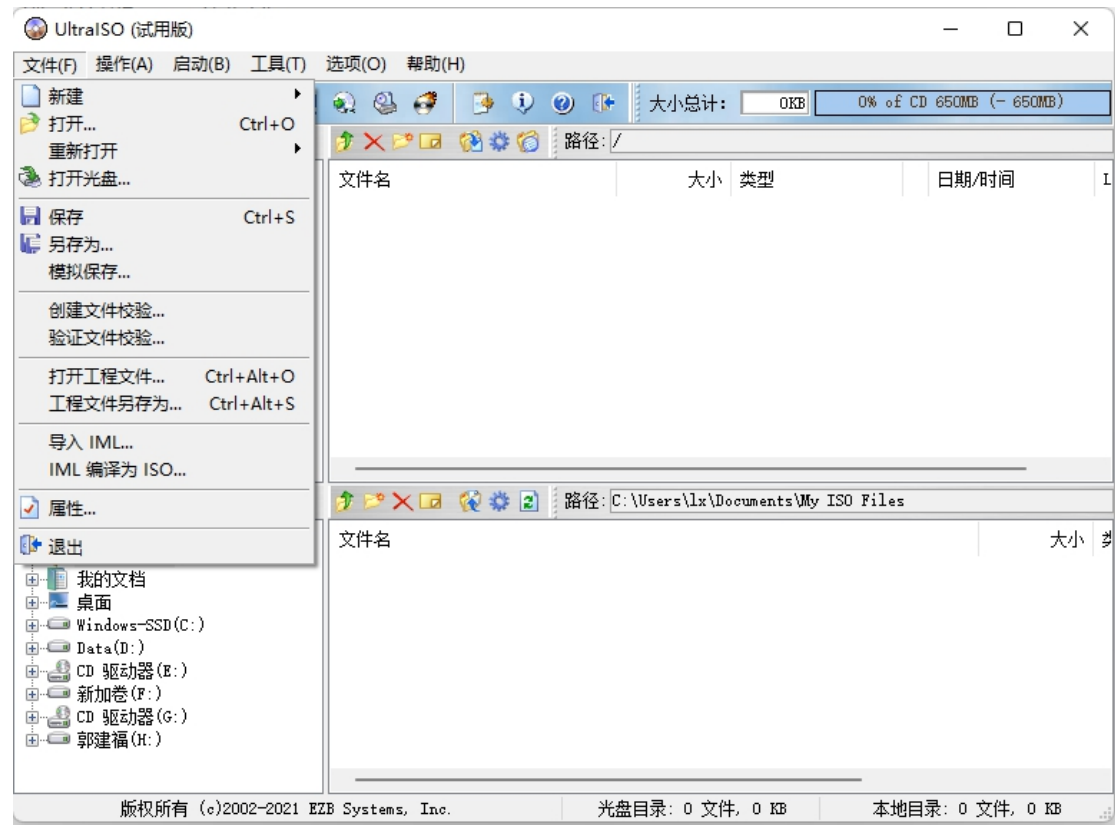 UltraISO (试用版)
文件(F) 操作(A) 启动(B) 工具(T) 选项(O) 帮助(H)
新建
打开... Ctrl+O
重新打开
打开光盘...
保存 Ctrl+S
另存为...
模拟保存...
创建文件校验...
验证文件校验...
打开工程文件... Ctrl+Alt+O
工程文件另存为... Ctrl+Alt+S
导入 IML...
IML 编译为 ISO...
属性...
退出
大小总计: 0KB 0% of CD 650MB (- 650MB)
路径: /
文件名 大小 类型 日期/时间 L
路径: C:\Users\lx\Documents\My ISO Files
文件名 大小
我的文档
桌面
Windows-SSD(C:)
Data(D:)
CD 驱动器(E:)
新加卷(F:)
CD 驱动器(G:)
郭建福(H:)
版权所有 (c)2002-2021 EZB Systems, Inc. 光盘目录: 0 文件, 0 KB 本地目录: 0 文件, 0 KB